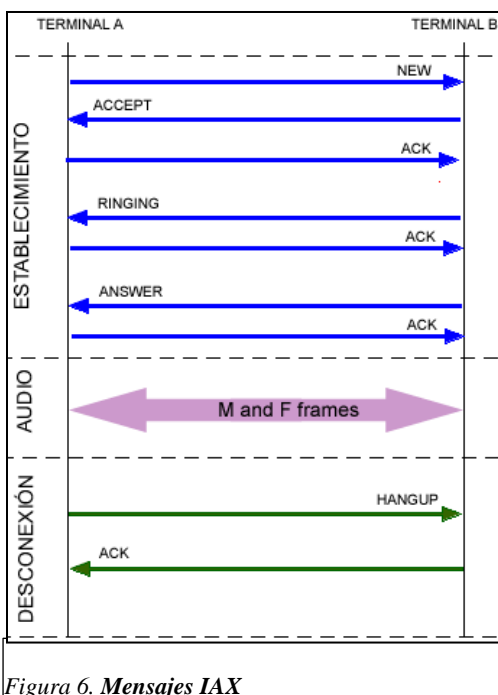 TERMINAL A TERMINAL B
ESTABLECIMIENTO
NEW
ACCEPT
ACK
RINGING
ACK
ANSWER
ACK
AUDIO
M and F frames
DESCONEXIÓN
HANGUP
ACK
Figura 6. Mensajes IAX